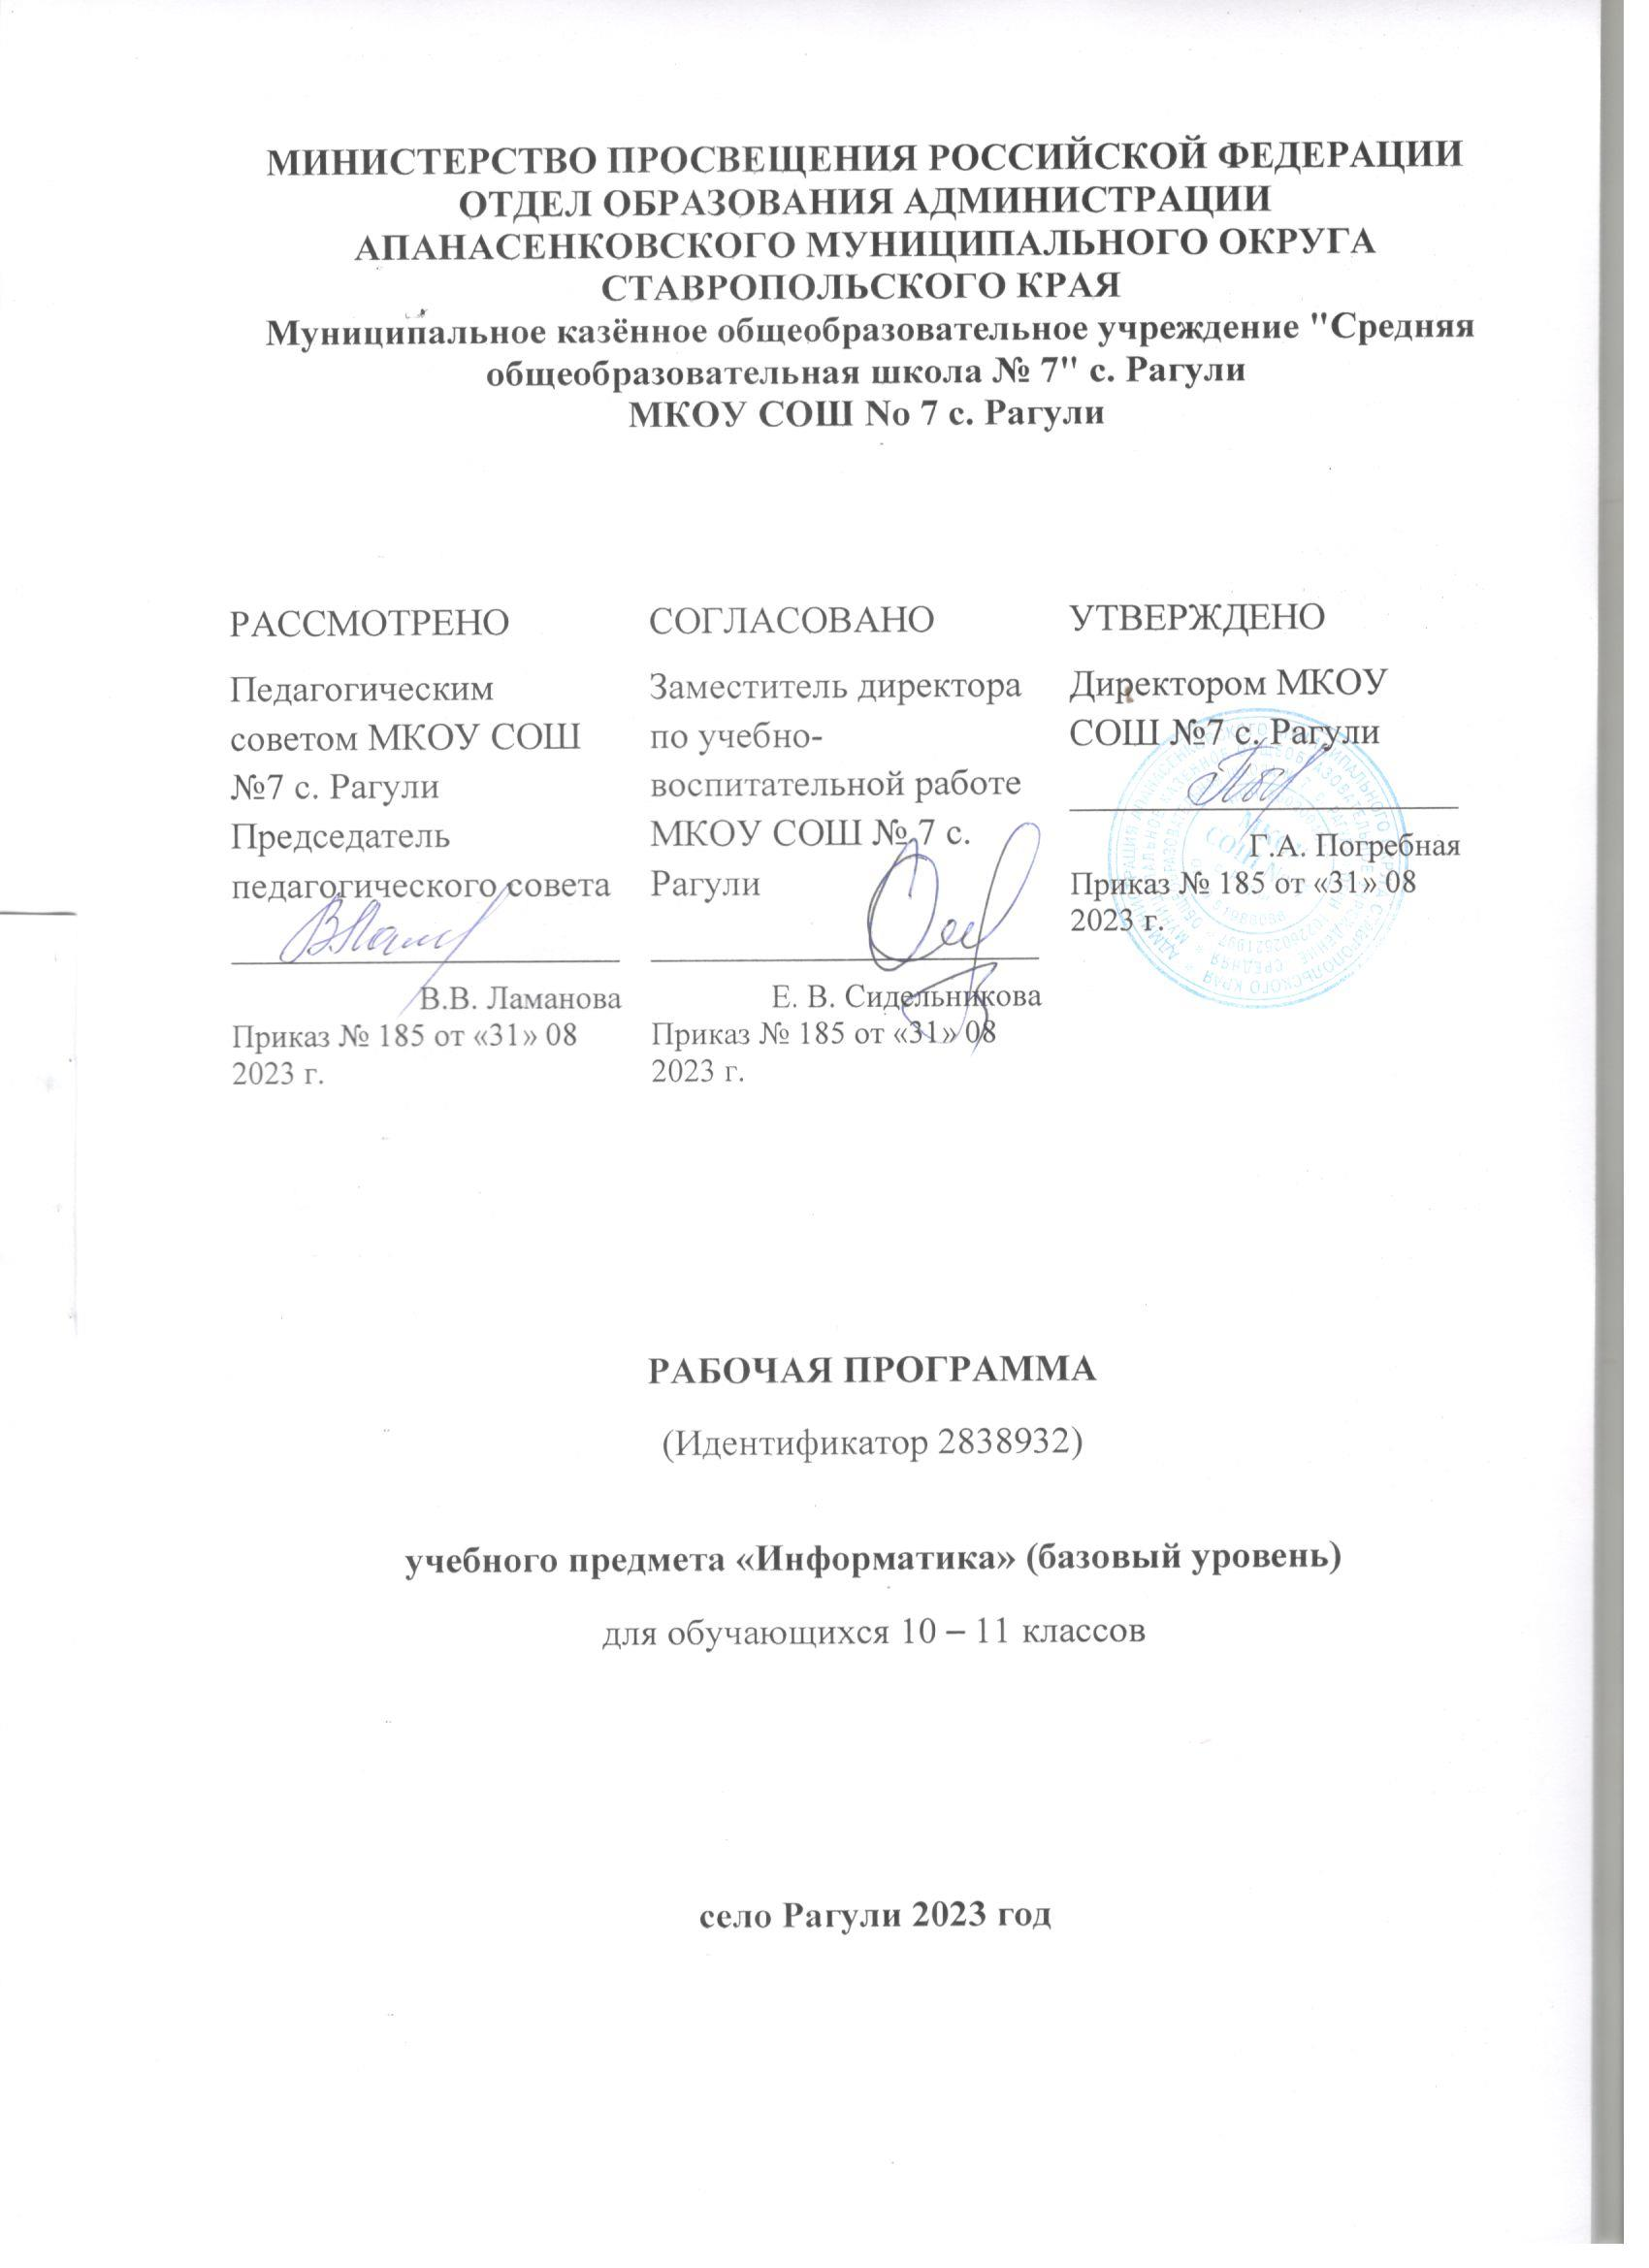 МИНИСТЕРСТВО ПРОСВЕЩЕНИЯ РОССИЙСКОЙ ФЕДЕРАЦИИ
ОТДЕЛ ОБРАЗОВАНИЯ АДМИНИСТРАЦИИ
АПАНАСЕНКОВСКОГО МУНИЦИПАЛЬНОГО ОКРУГА
СТАВРОПОЛЬСКОГО КРАЯ
Муниципальное казённое общеобразовательное учреждение "Средняя
общеобразовательная школа № 7" с. Рагули
МКОУ СОШ No 7 с. Рагули
РАССМОТРЕНО
Педагогическим
советом МКОУ СОШ
№7 с. Рагули
Председатель
педагогического совета
В.В. Ламанова
Приказ № 185 от «31» 08
2023 г.
СОГЛАСОВАНО
Заместитель директора
по учебно-
воспитательной работе
МКОУ СОШ № 7 с.
Рагули
Е. В. Сидельникова
Приказ № 185 от «31» 08
2023 г.
УТВЕРЖДЕНО
Директором МКОУ
СОШ №7 с. Рагули
Г.А. Погребная
Приказ № 185 от «31» 08
2023 г.
РАБОЧАЯ ПРОГРАММА
(Идентификатор 2838932)
учебного предмета «Информатика» (базовый уровень)
для обучающихся 10 – 11 классов
село Рагули 2023 год